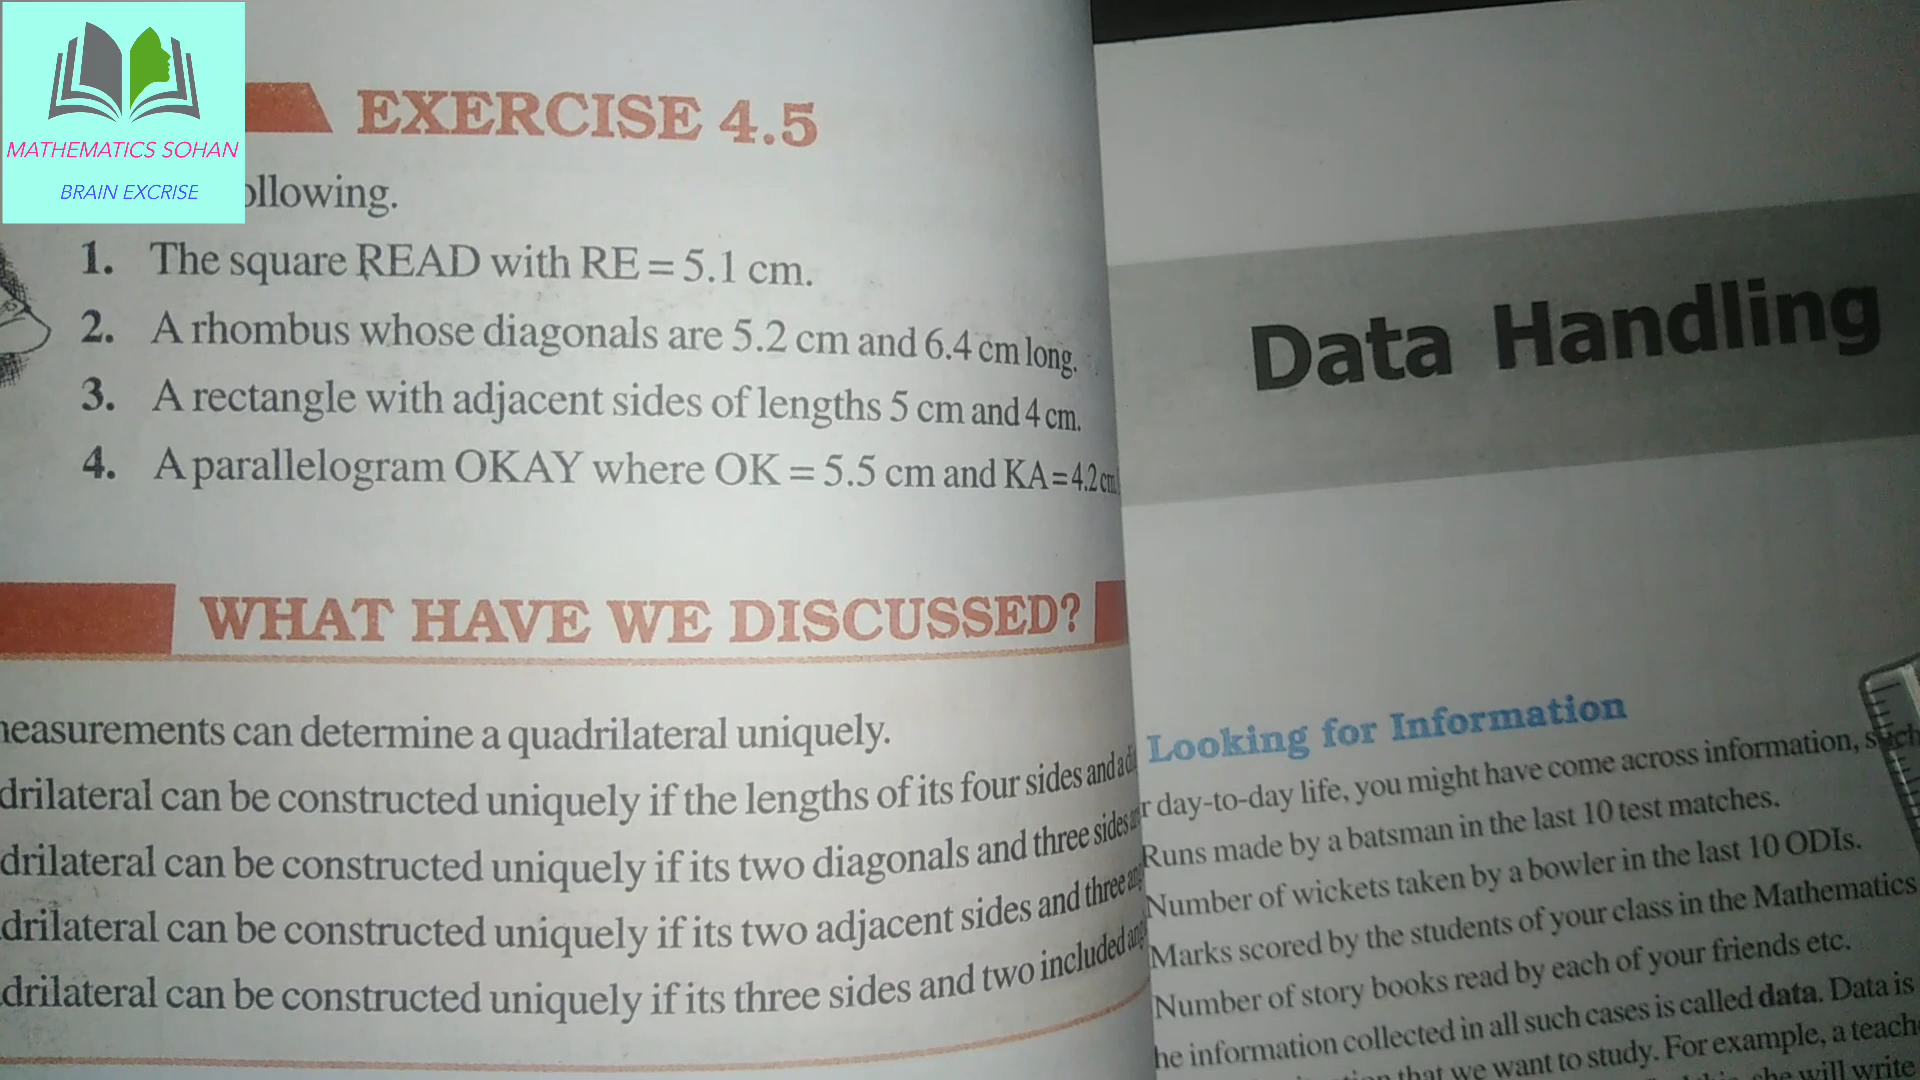 MATHEMATICS SOHAN
BRAIN EXCRISE
EXERCISE 4.5
ollowing.
1. The square READ with RE = 5.1 cm.
2. A rhombus whose diagonals are 5.2 cm and 6.4 cm long.
3. A rectangle with adjacent sides of lengths 5 cm and 4 cm.
4. A parallelogram OKAY where OK = 5.5 cm and KA = 4.2 cm
WHAT HAVE WE DISCUSSED?
measurements can determine a quadrilateral uniquely.
drilateral can be constructed uniquely if the lengths of its four sides and a
drilateral can be constructed uniquely if its two diagonals and three sides
drilateral can be constructed uniquely if its two adjacent sides and three
drilateral can be constructed uniquely if its three sides and two included
Data Handling
Looking for Information
r day-to-day life, you might have come across information, such
Runs made by a batsman in the last 10 test matches.
Number of wickets taken by a bowler in the last 10 ODIs.
Marks scored by the students of your class in the Mathematics
Number of story books read by each of your friends etc.
he information collected in all such cases is called data. Data is
that we want to study. For example, a teach
she will write